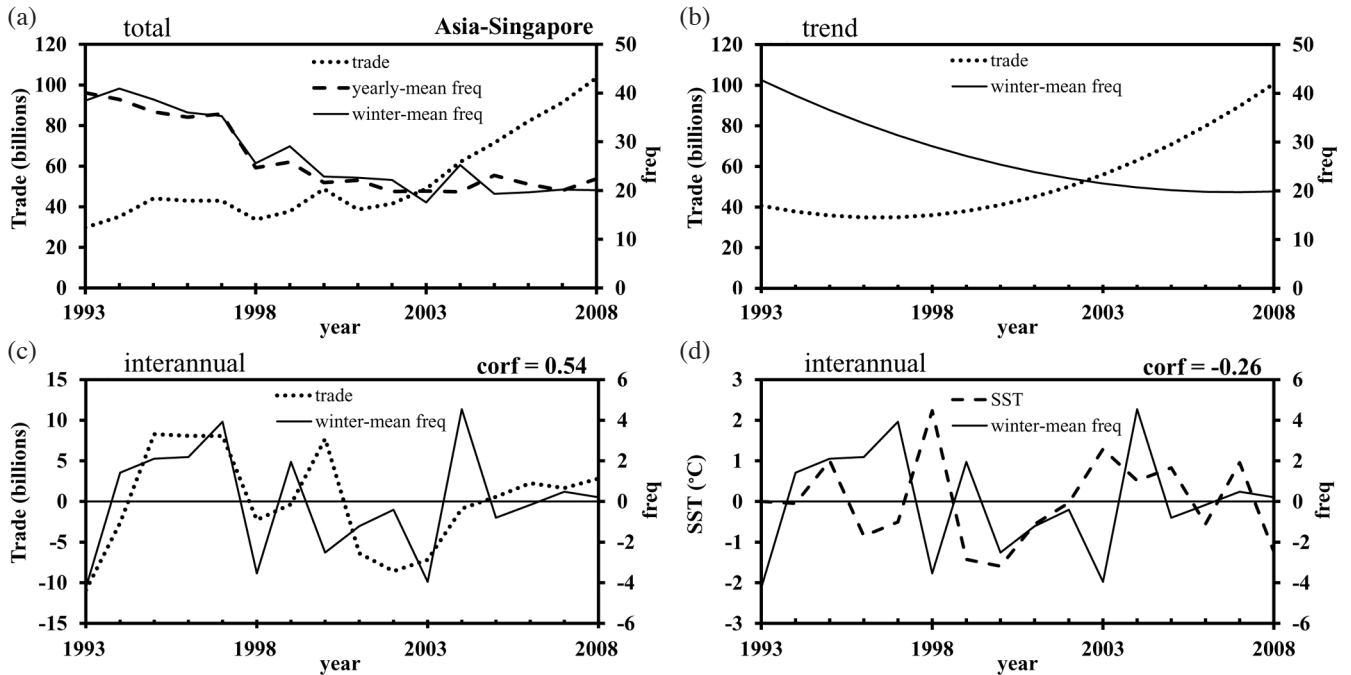 (a) total Asia-Singapore
trade
yearly-mean freq
winter-mean freq
Trade (billions)
120
100
80
60
40
20
0
50
40
30
20
10
0
freq
1993 1998 2003 2008
year
(b) trend
trade
winter-mean freq
Trade (billions)
120
100
80
60
40
20
0
50
40
30
20
10
0
freq
1993 1998 2003 2008
year
(c) interannual corf = 0.54
trade
winter-mean freq
Trade (billions)
15
10
5
0
-5
-10
-15
6
4
2
0
-2
-4
-6
freq
1993 1998 2003 2008
year
(d) interannual corf = -0.26
SST
winter-mean freq
SST (°C)
3
2
1
0
-1
-2
-3
6
4
2
0
-2
-4
-6
freq
1993 1998 2003 2008
year